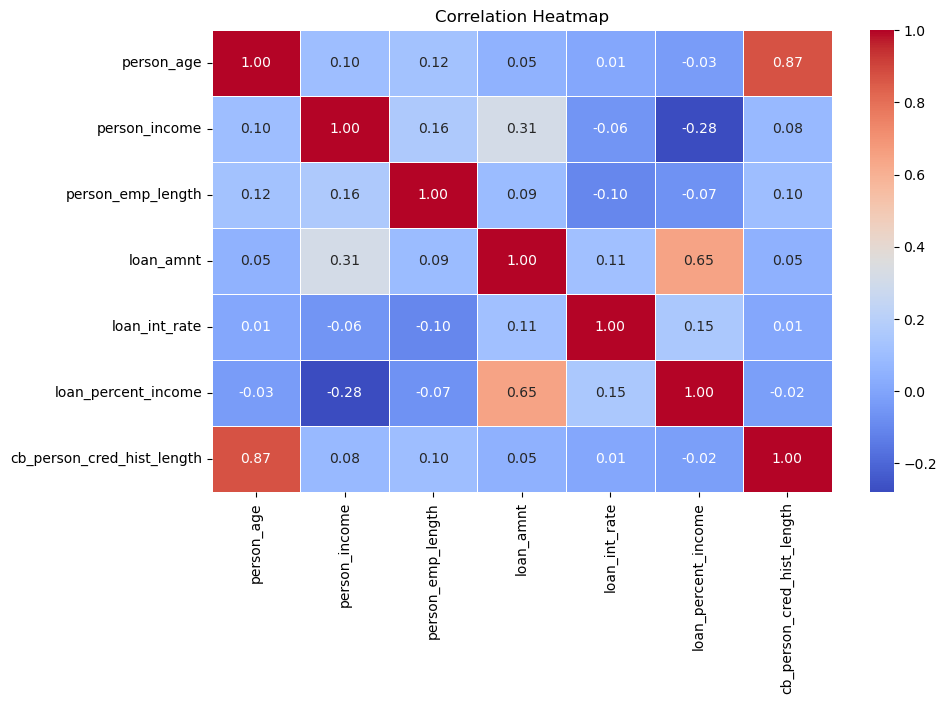 Correlation Heatmap
person_age 1.00 0.10 0.12 0.05 0.01 -0.03 0.87
person_income 0.10 1.00 0.16 0.31 -0.06 -0.28 0.08
person_emp_length 0.12 0.16 1.00 0.09 -0.10 -0.07 0.10
loan_amnt 0.05 0.31 0.09 1.00 0.11 0.65 0.05
loan_int_rate 0.01 -0.06 -0.10 0.11 1.00 0.15 0.01
loan_percent_income -0.03 -0.28 -0.07 0.65 0.15 1.00 -0.02
cb_person_cred_hist_length 0.87 0.08 0.10 0.05 0.01 -0.02 1.00
person_age
person_income
person_emp_length
loan_amnt
loan_int_rate
loan_percent_income
cb_person_cred_hist_length
1.0
0.8
0.6
0.4
0.2
0.0
−0.2